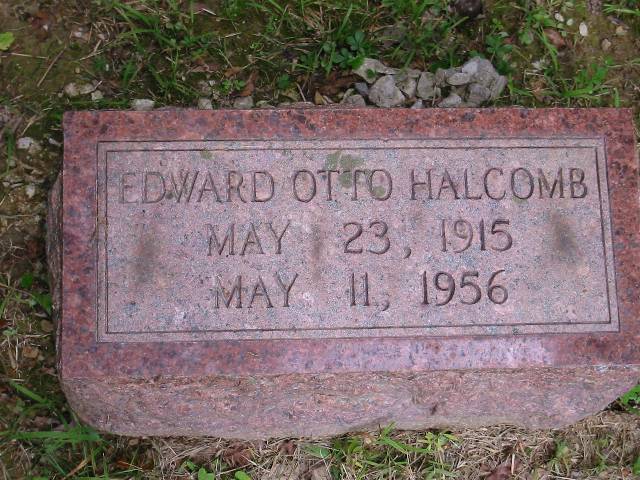 EDWARD OTTO HALCOMB
MAY 23, 1915
MAY 11, 1956